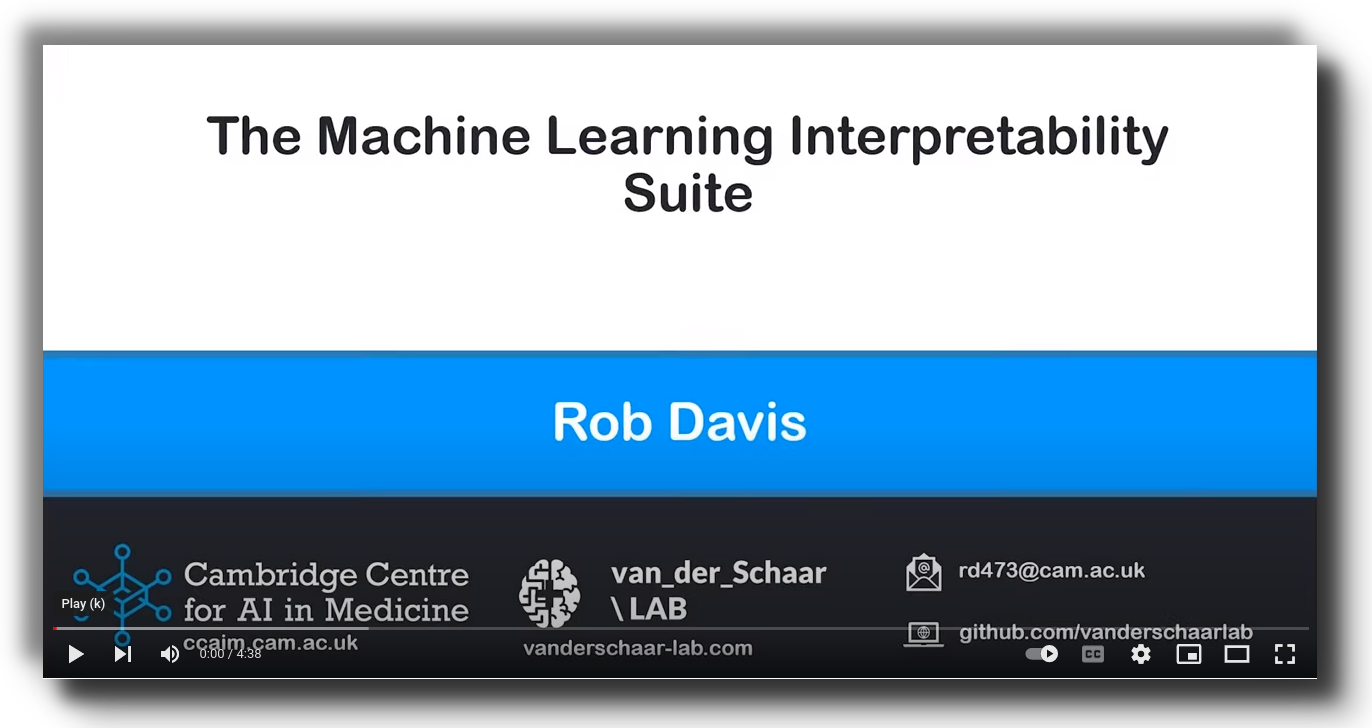 The Machine Learning Interpretability
Suite
Rob Davis
Cambridge Centre
for AI in Medicine
ccaim.cam.ac.uk
van_der_Schaar
\LAB
vanderschaar-lab.com
rd473@cam.ac.uk
github.com/vanderschaarlab
Play (k)
0:00 / 4:38
CC